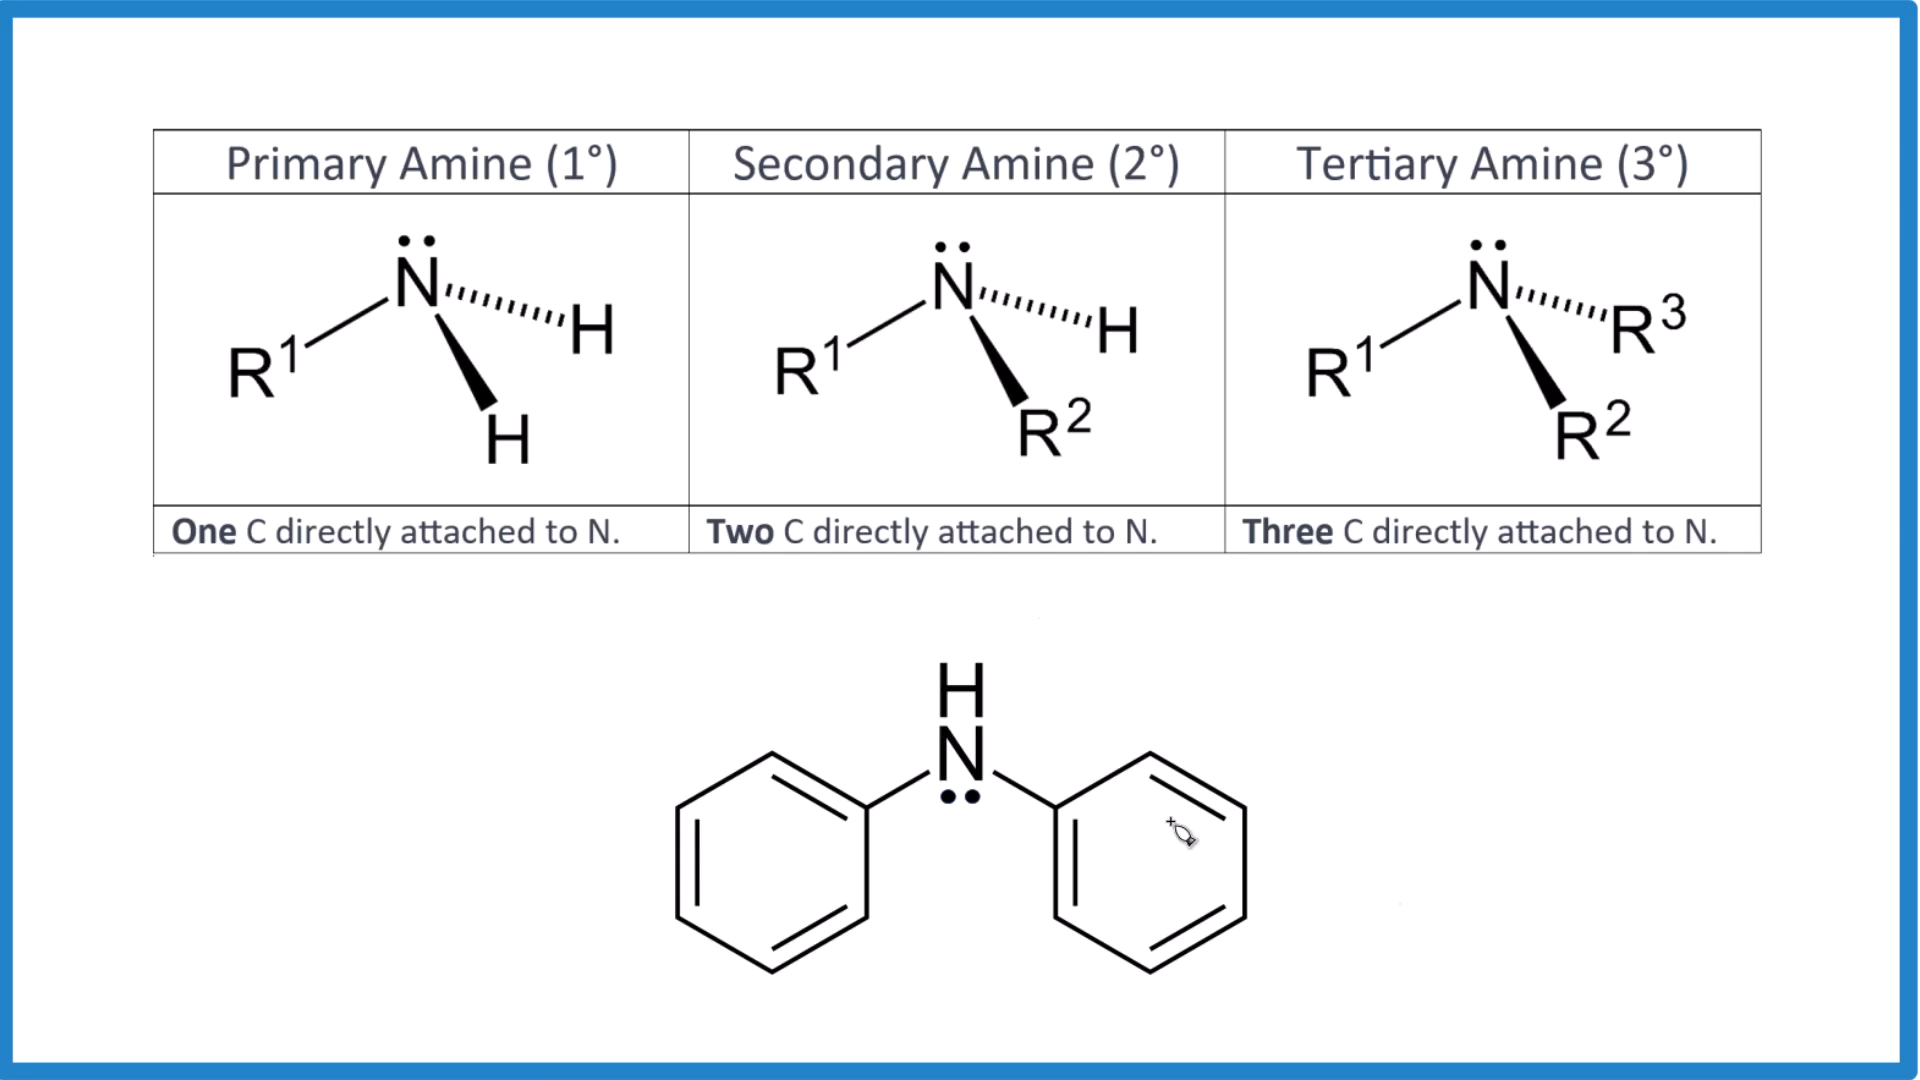 Primary Amine (1°)
Secondary Amine (2°)
Tertiary Amine (3°)
N
R¹
H
H
N
R¹
H
R²
N
R¹
R³
R²
One C directly attached to N.
Two C directly attached to N.
Three C directly attached to N.
H
N